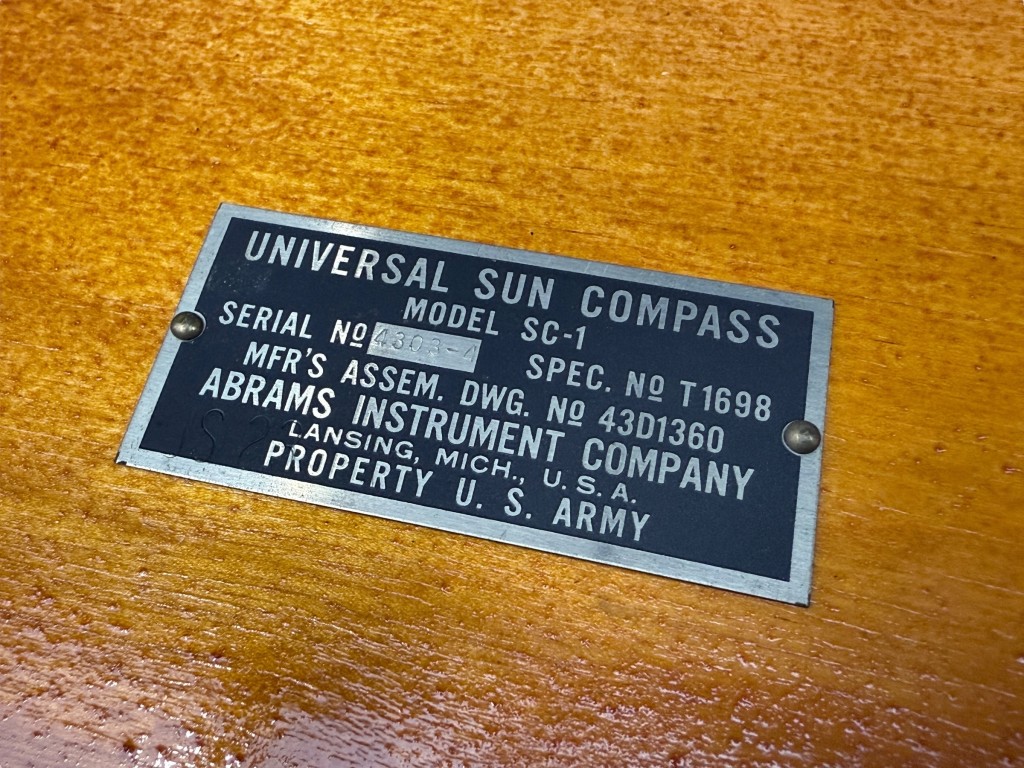 UNIVERSAL SUN COMPASS
MODEL SC-1
SERIAL Nº 4303-4 SPEC. Nº T1698
MFR'S ASSEM. DWG. Nº 43D1360
ABRAMS INSTRUMENT COMPANY
LANSING, MICH., U.S.A.
PROPERTY U. S. ARMY